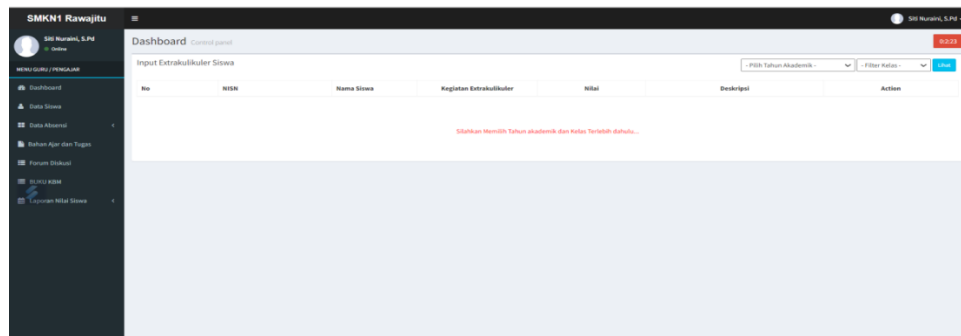 SMKN1 Rawajitu
Siti Nuraini, S.Pd
Siti Nuraini, S.Pd
Online
Dashboard Control panel
0:2:23
MENU GURU / PENGAJAR
Input Extrakulikuler Siswa
- Pilih Tahun Akademik -
- Filter Kelas -
Lihat
Dashboard
No NISN Nama Siswa Kegiatan Extrakulikuler Nilai Deskripsi Action
Data Siswa
Data Absensi
Silahkan Memilih Tahun akademik dan Kelas Terlebih dahulu...
Bahan Ajar dan Tugas
Forum Diskusi
BUKU KBM
Laporan Nilai Siswa